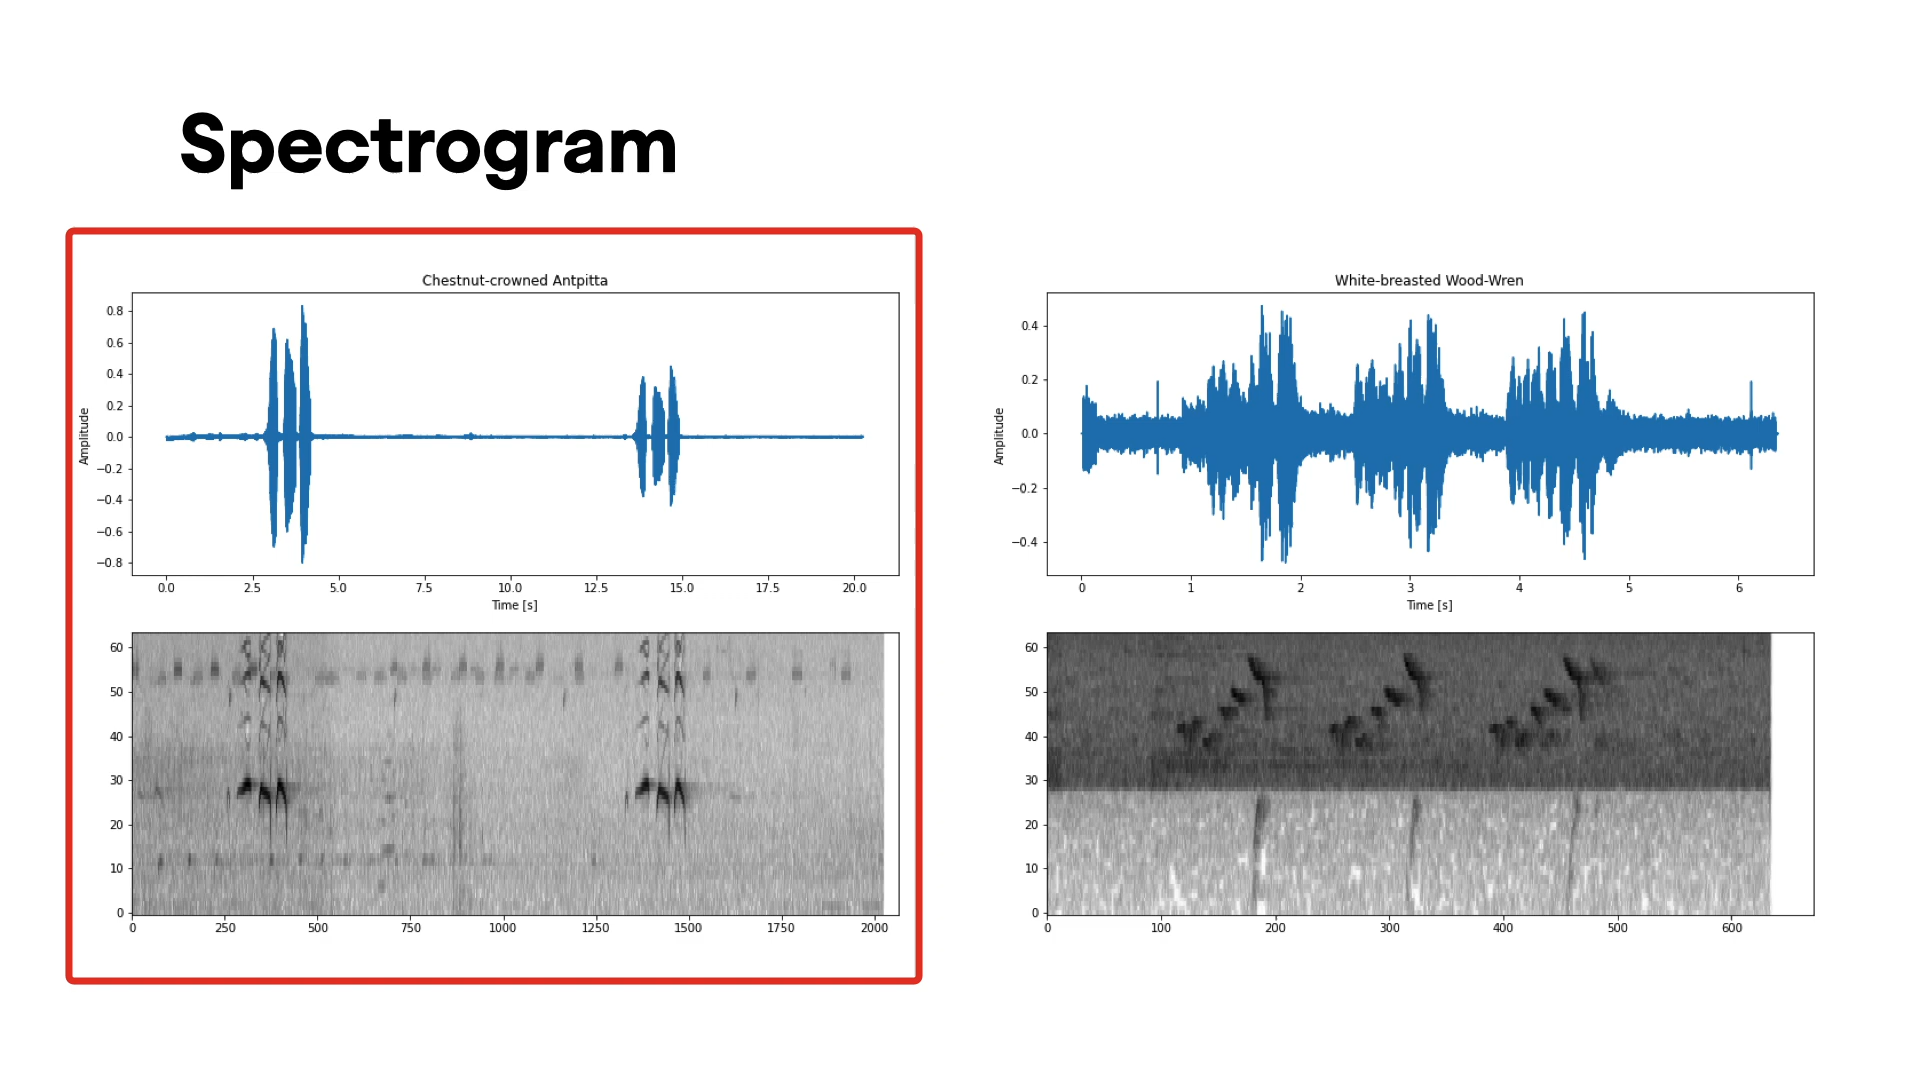 Spectrogram
Chestnut-crowned Antpitta
0.8
0.6
0.4
0.2
0.0
−0.2
−0.4
−0.6
−0.8
Amplitude
0.0 2.5 5.0 7.5 10.0 12.5 15.0 17.5 20.0
Time [s]
60
50
40
30
20
10
0
0 250 500 750 1000 1250 1500 1750 2000
White-breasted Wood-Wren
0.4
0.2
0.0
−0.2
−0.4
Amplitude
0 1 2 3 4 5 6
Time [s]
60
50
40
30
20
10
0
0 100 200 300 400 500 600